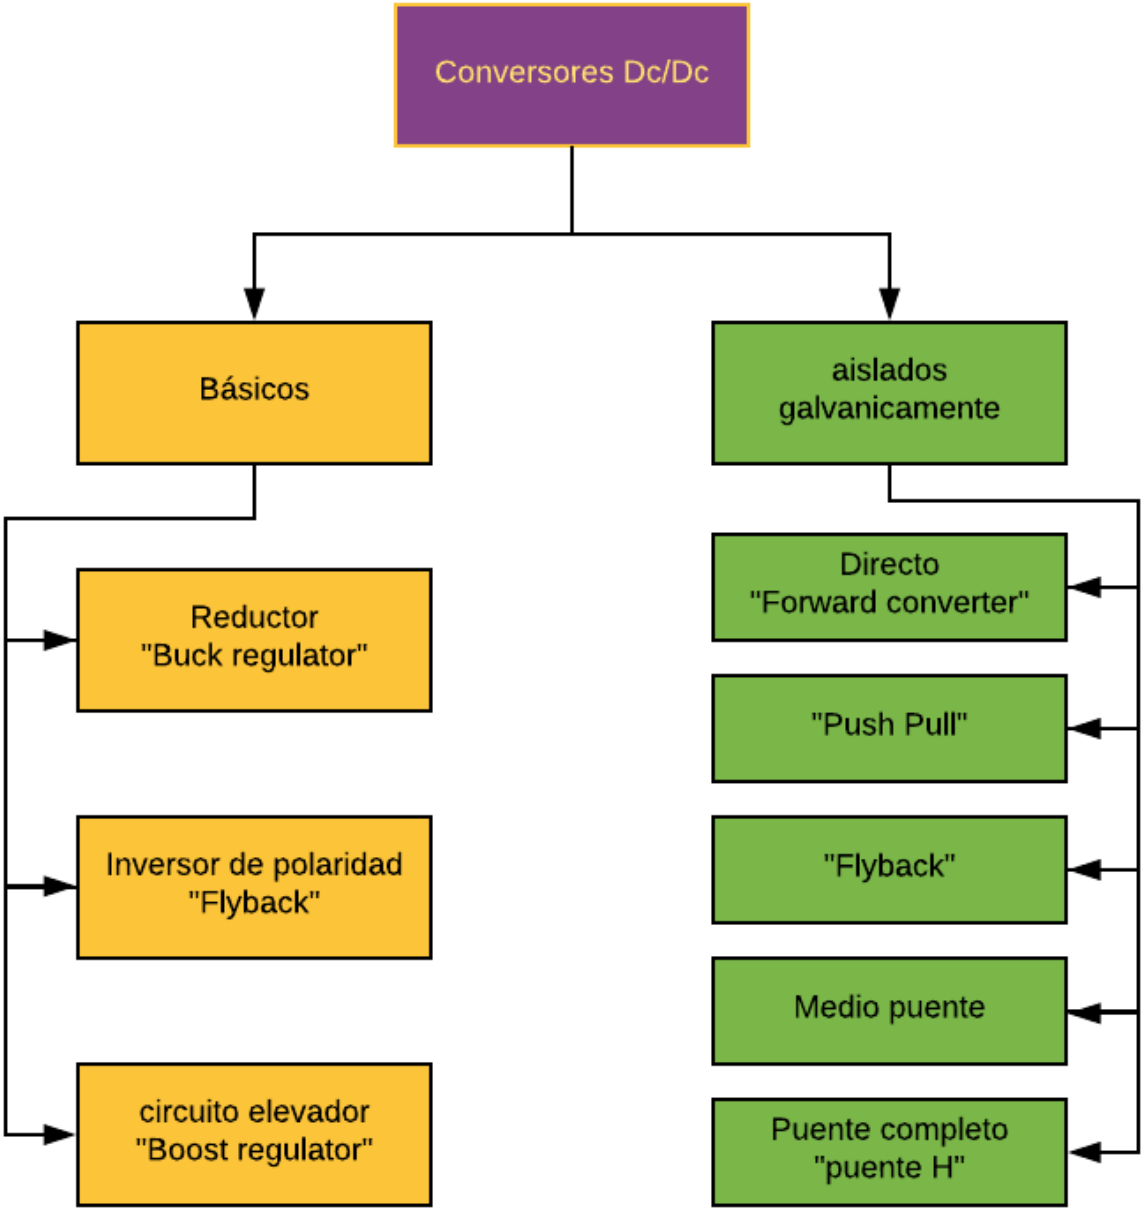 Conversores Dc/Dc
Básicos
aislados
galvanicamente
Reductor
"Buck regulator"
Inversor de polaridad
"Flyback"
circuito elevador
"Boost regulator"
Directo
"Forward converter"
"Push Pull"
"Flyback"
Medio puente
Puente completo
"puente H"